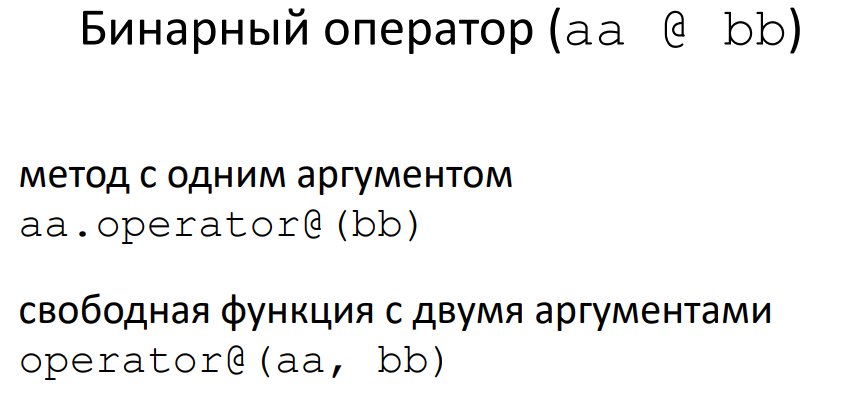 Бинарный оператор (aa @ bb)
метод с одним аргументом
aa.operator@(bb)
свободная функция с двумя аргументами
operator@(aa, bb)